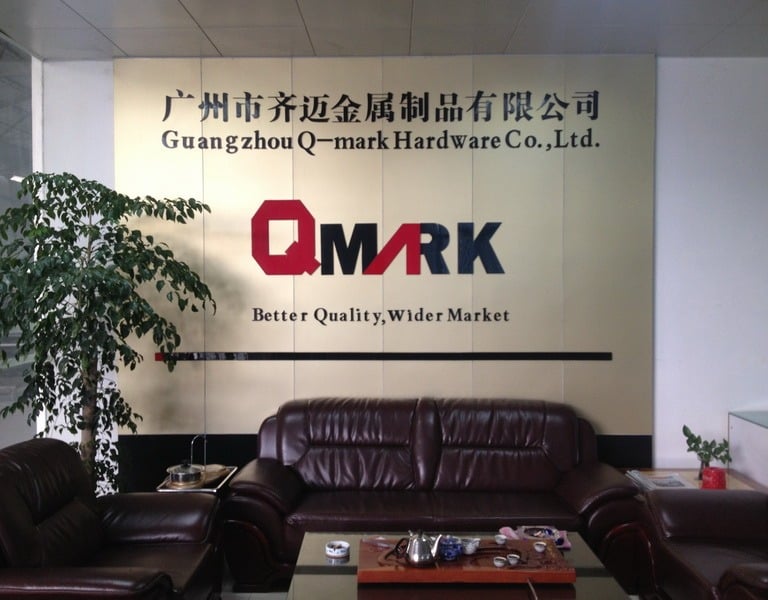 广州市齐迈金属制品有限公司
Guangzhou Q-mark Hardware Co.,Ltd.
QMARK
Better Quality,Wider Market